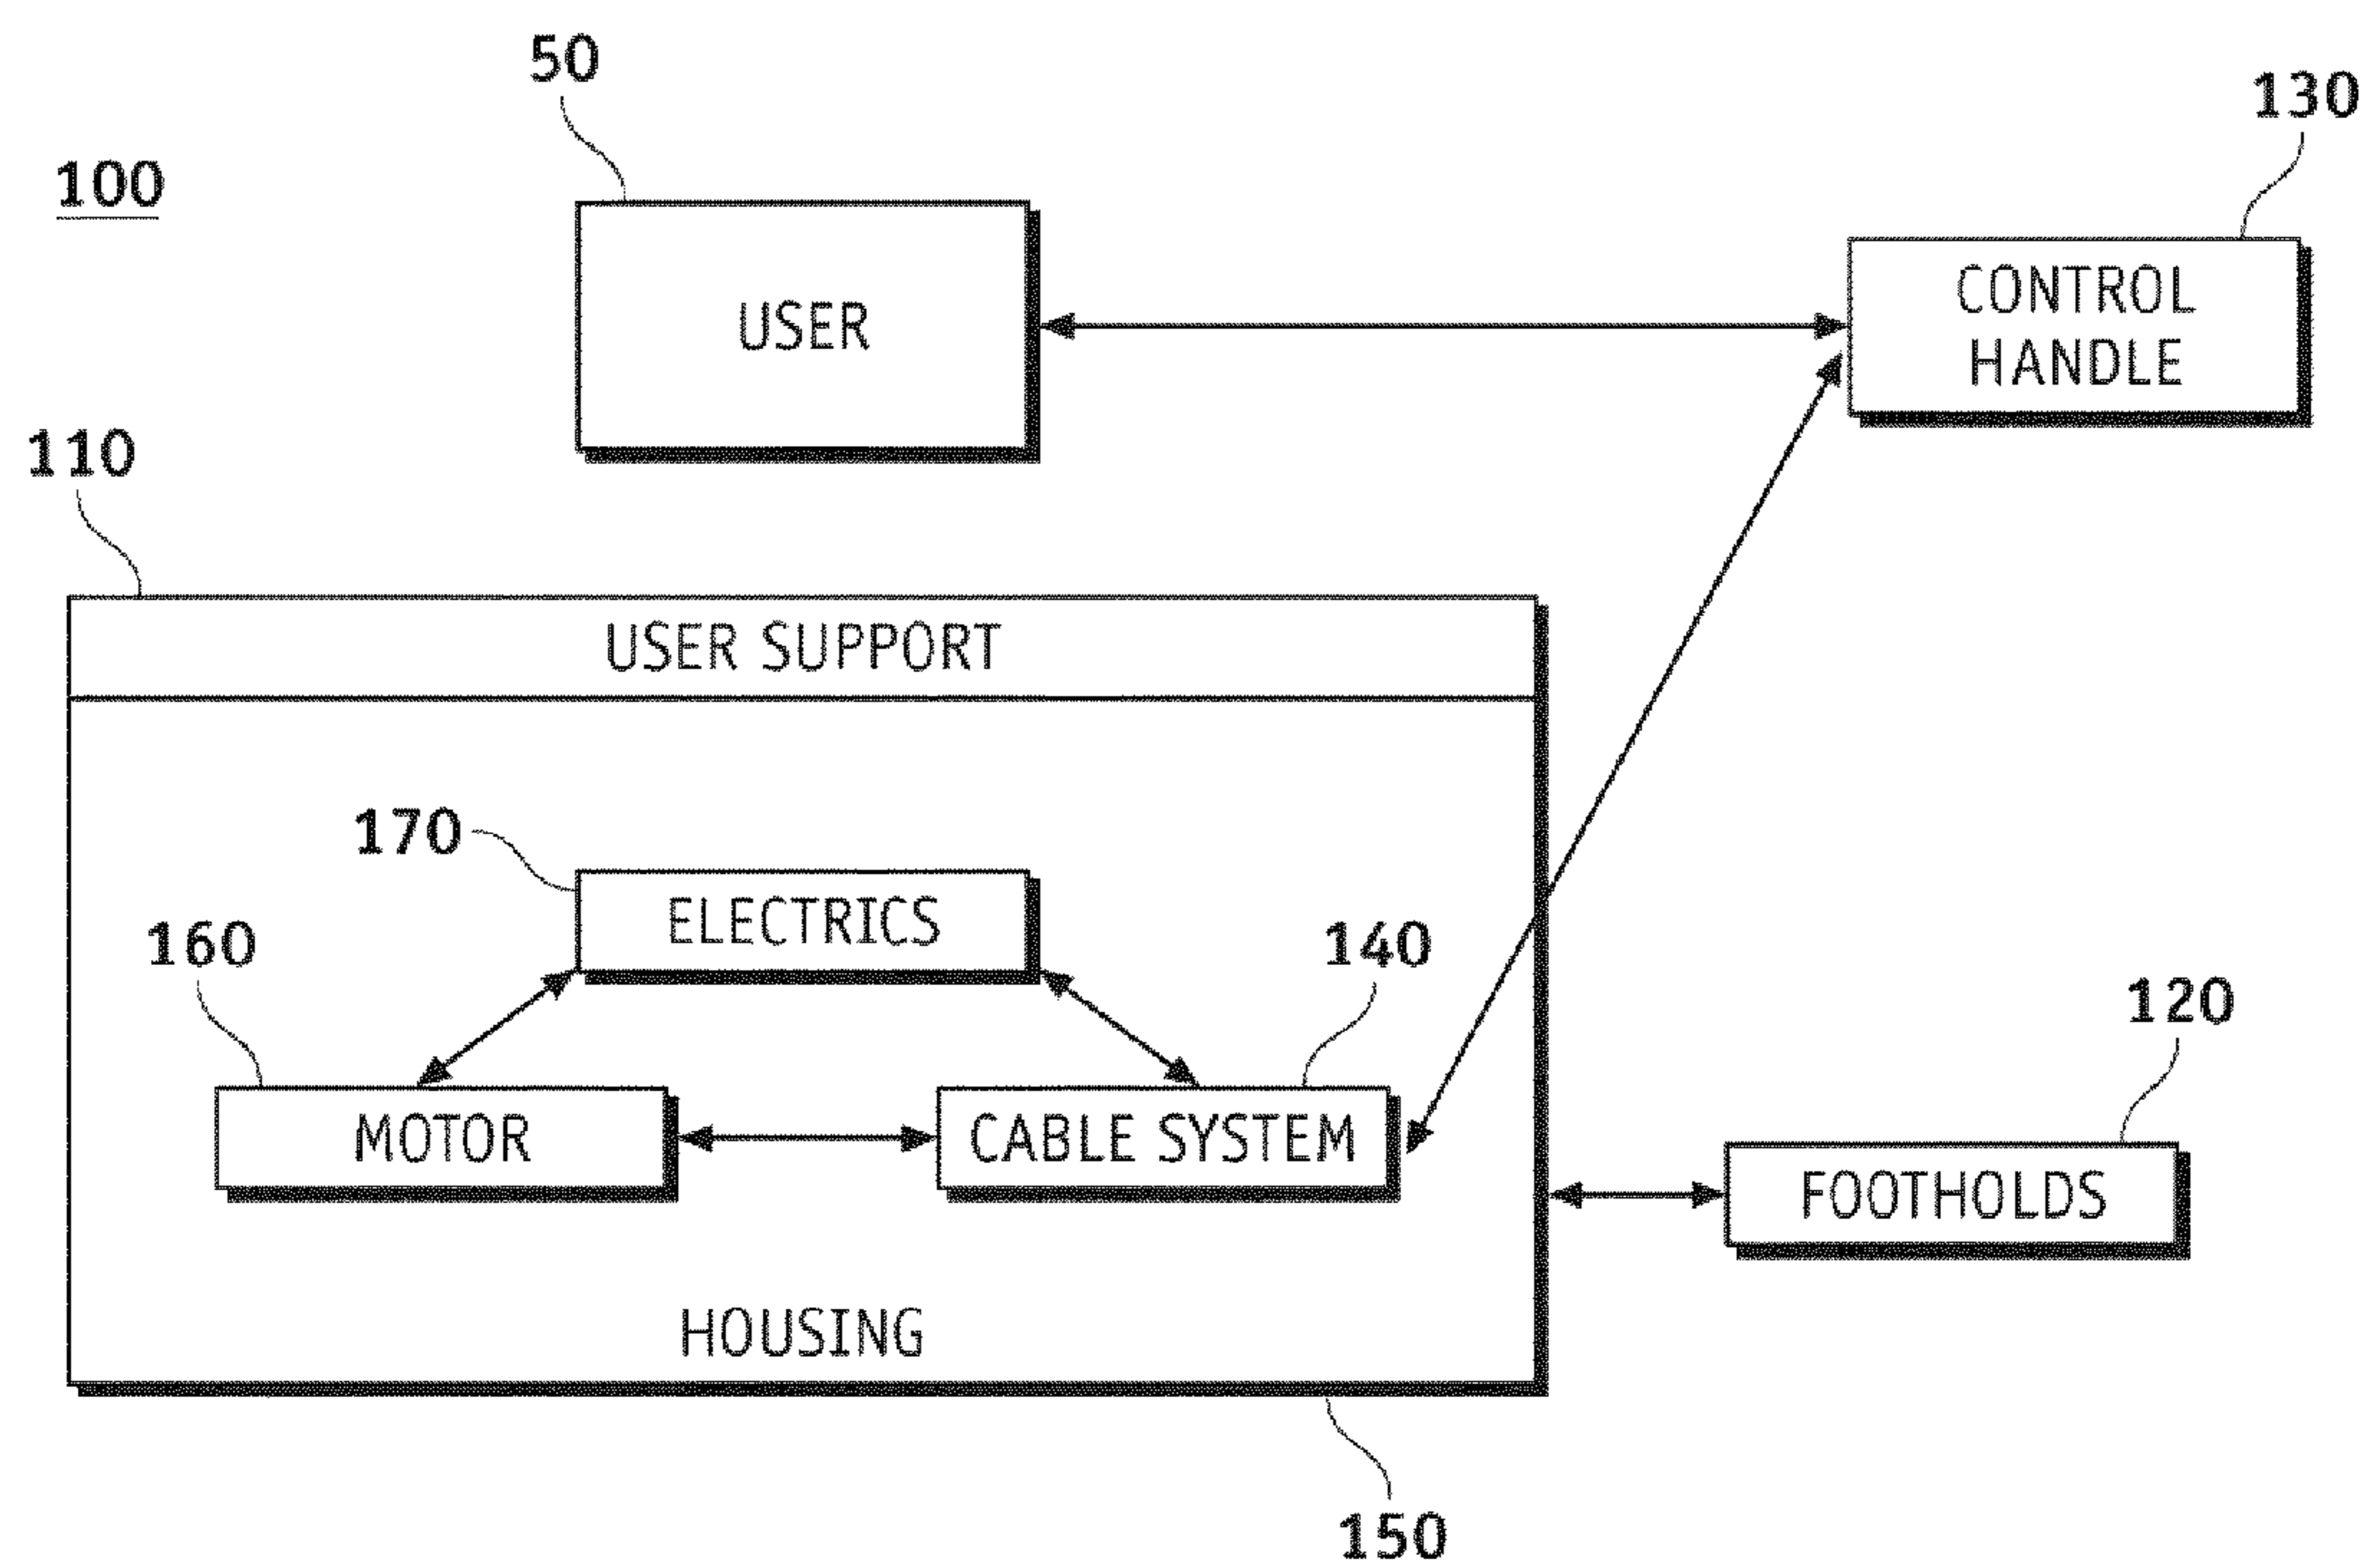 50
130
100
USER
CONTROL
HANDLE
110
USER SUPPORT
170
ELECTRICS
160
140
120
MOTOR
CABLE SYSTEM
FOOTHOLDS
HOUSING
150